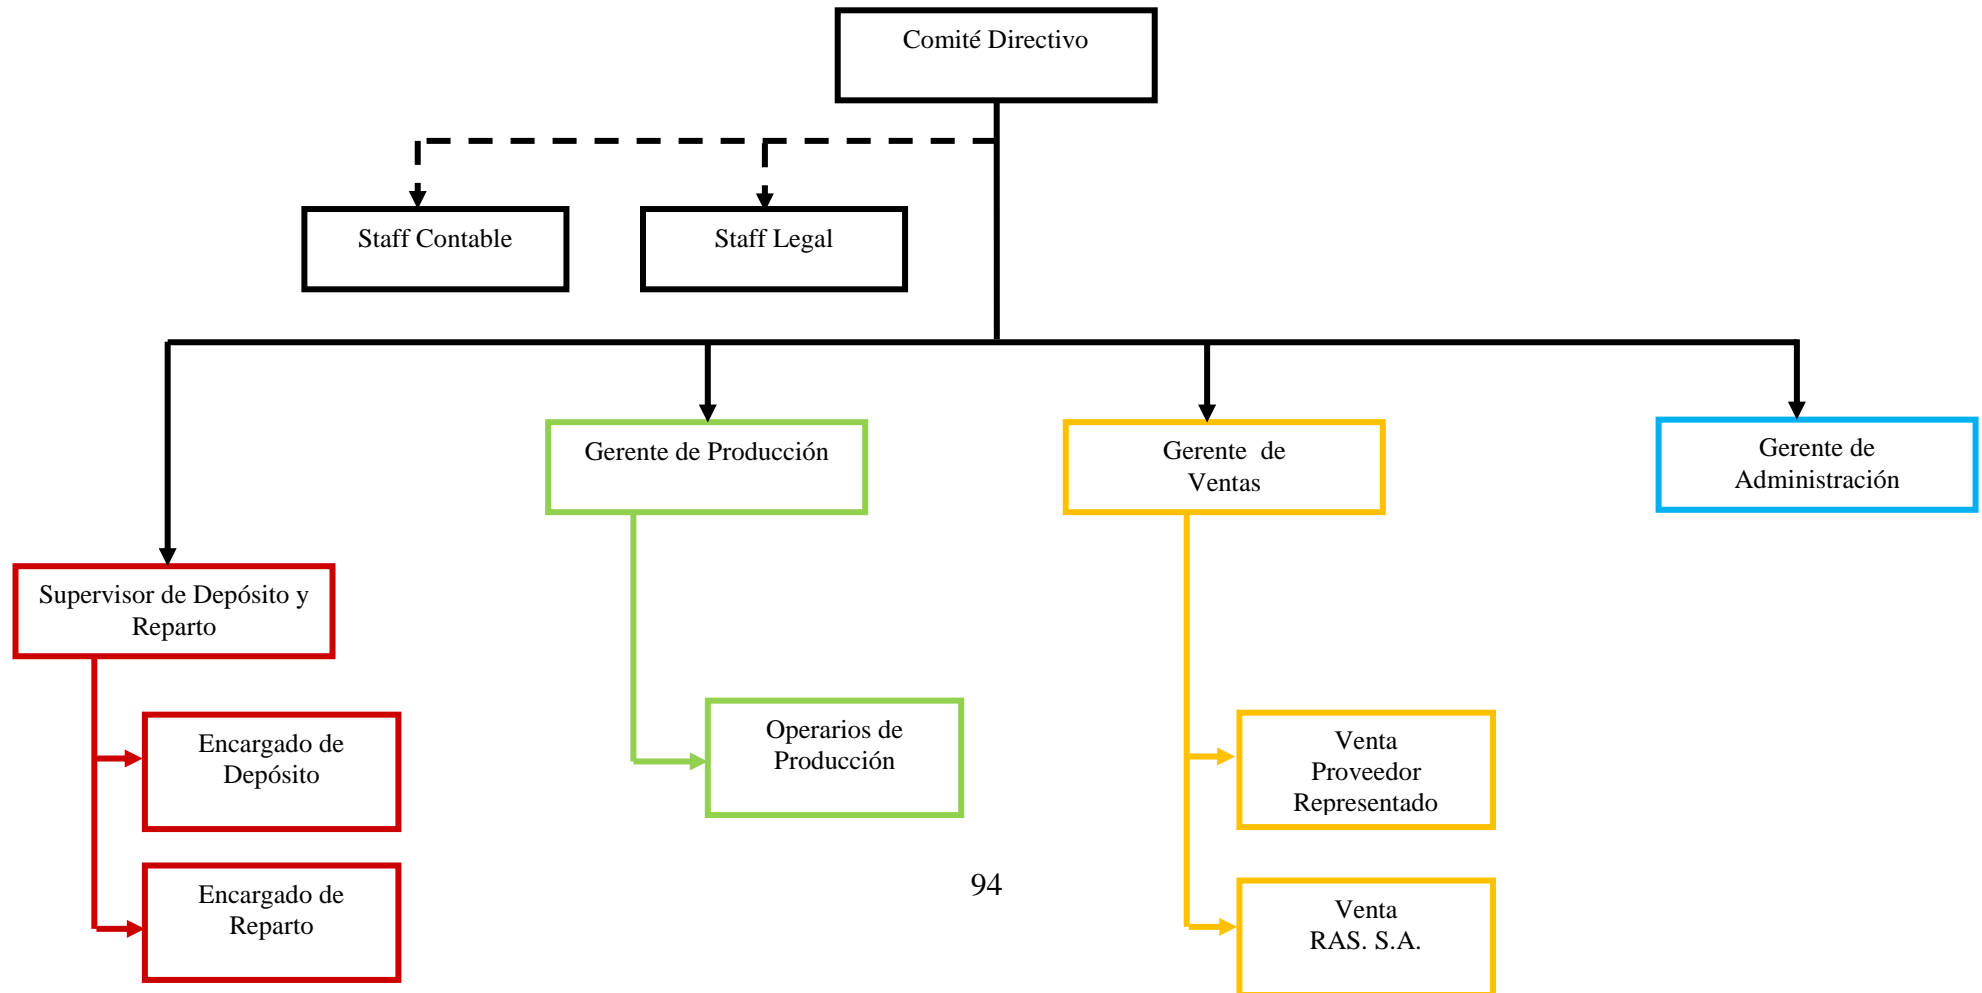 Comité Directivo
Staff Contable
Staff Legal
Gerente de Producción
Gerente  de
Ventas
Gerente de
Administración
Supervisor de Depósito y
Reparto
Encargado de
Depósito
Operarios de
Producción
Venta
Proveedor
Representado
Encargado de
Reparto
94
Venta
RAS. S.A.